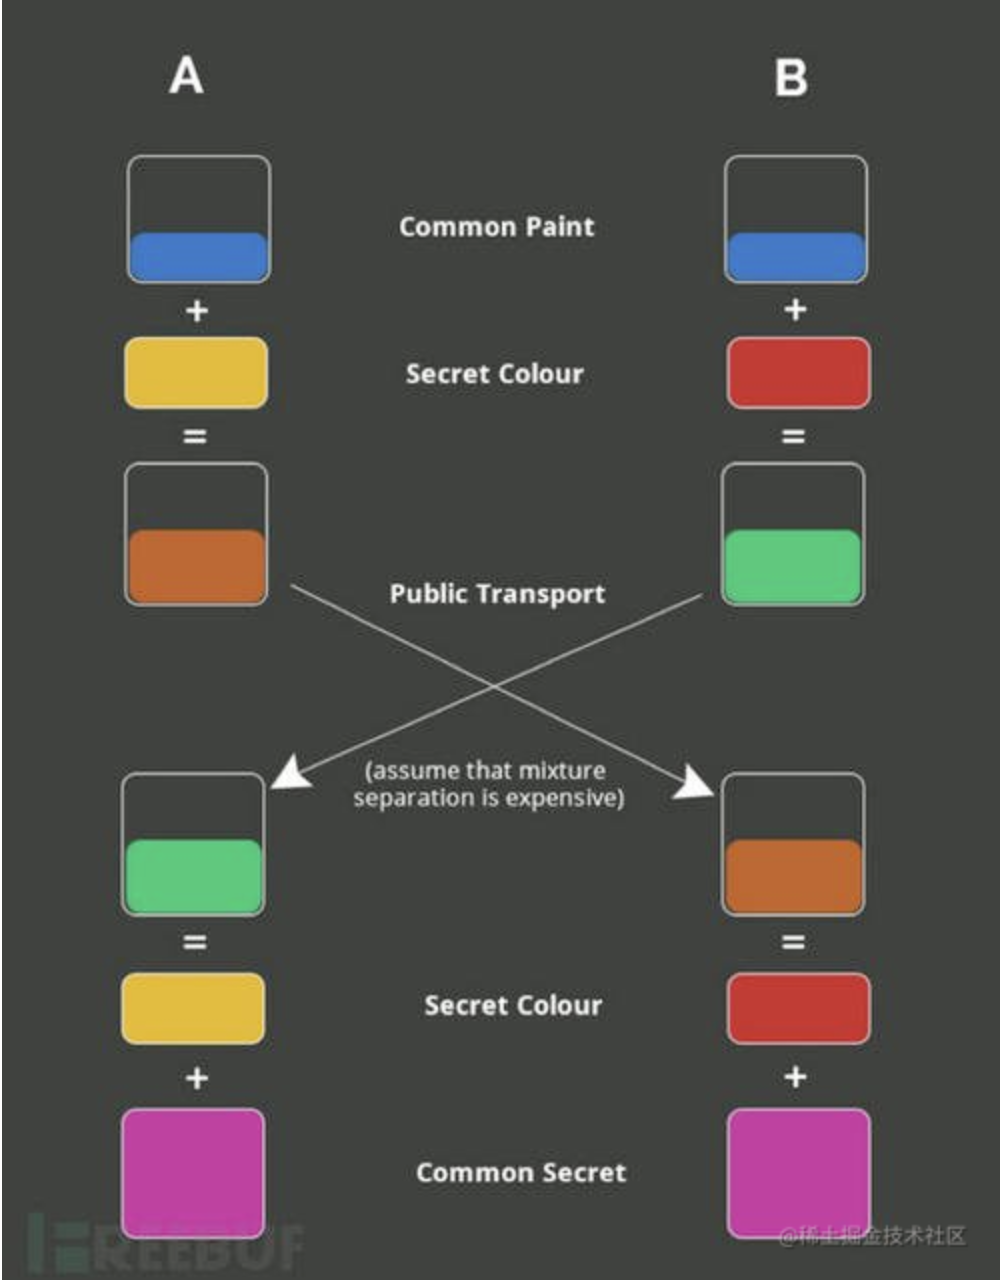 A
B
Common Paint
+
+
Secret Colour
=
=
Public Transport
(assume that mixture
separation is expensive)
=
=
Secret Colour
+
+
Common Secret
FREEBUF
@稀土掘金技术社区